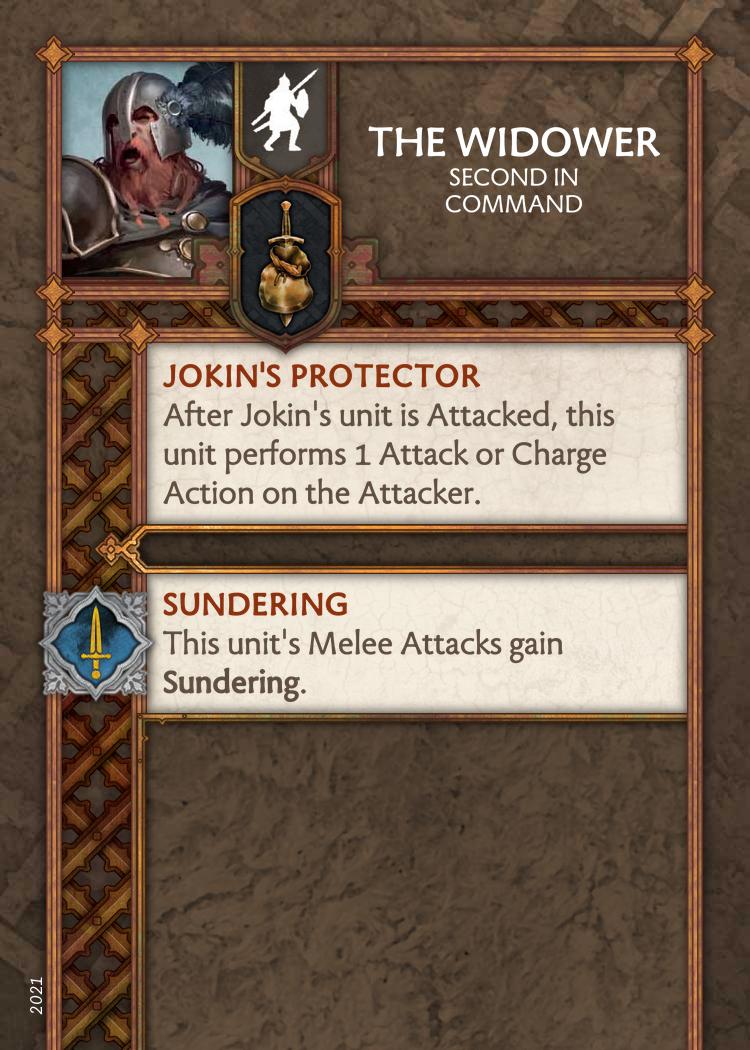 THE WIDOWER
SECOND IN
COMMAND
JOKIN'S PROTECTOR
After Jokin's unit is Attacked, this
unit performs 1 Attack or Charge
Action on the Attacker.
SUNDERING
This unit's Melee Attacks gain
Sundering.
2021